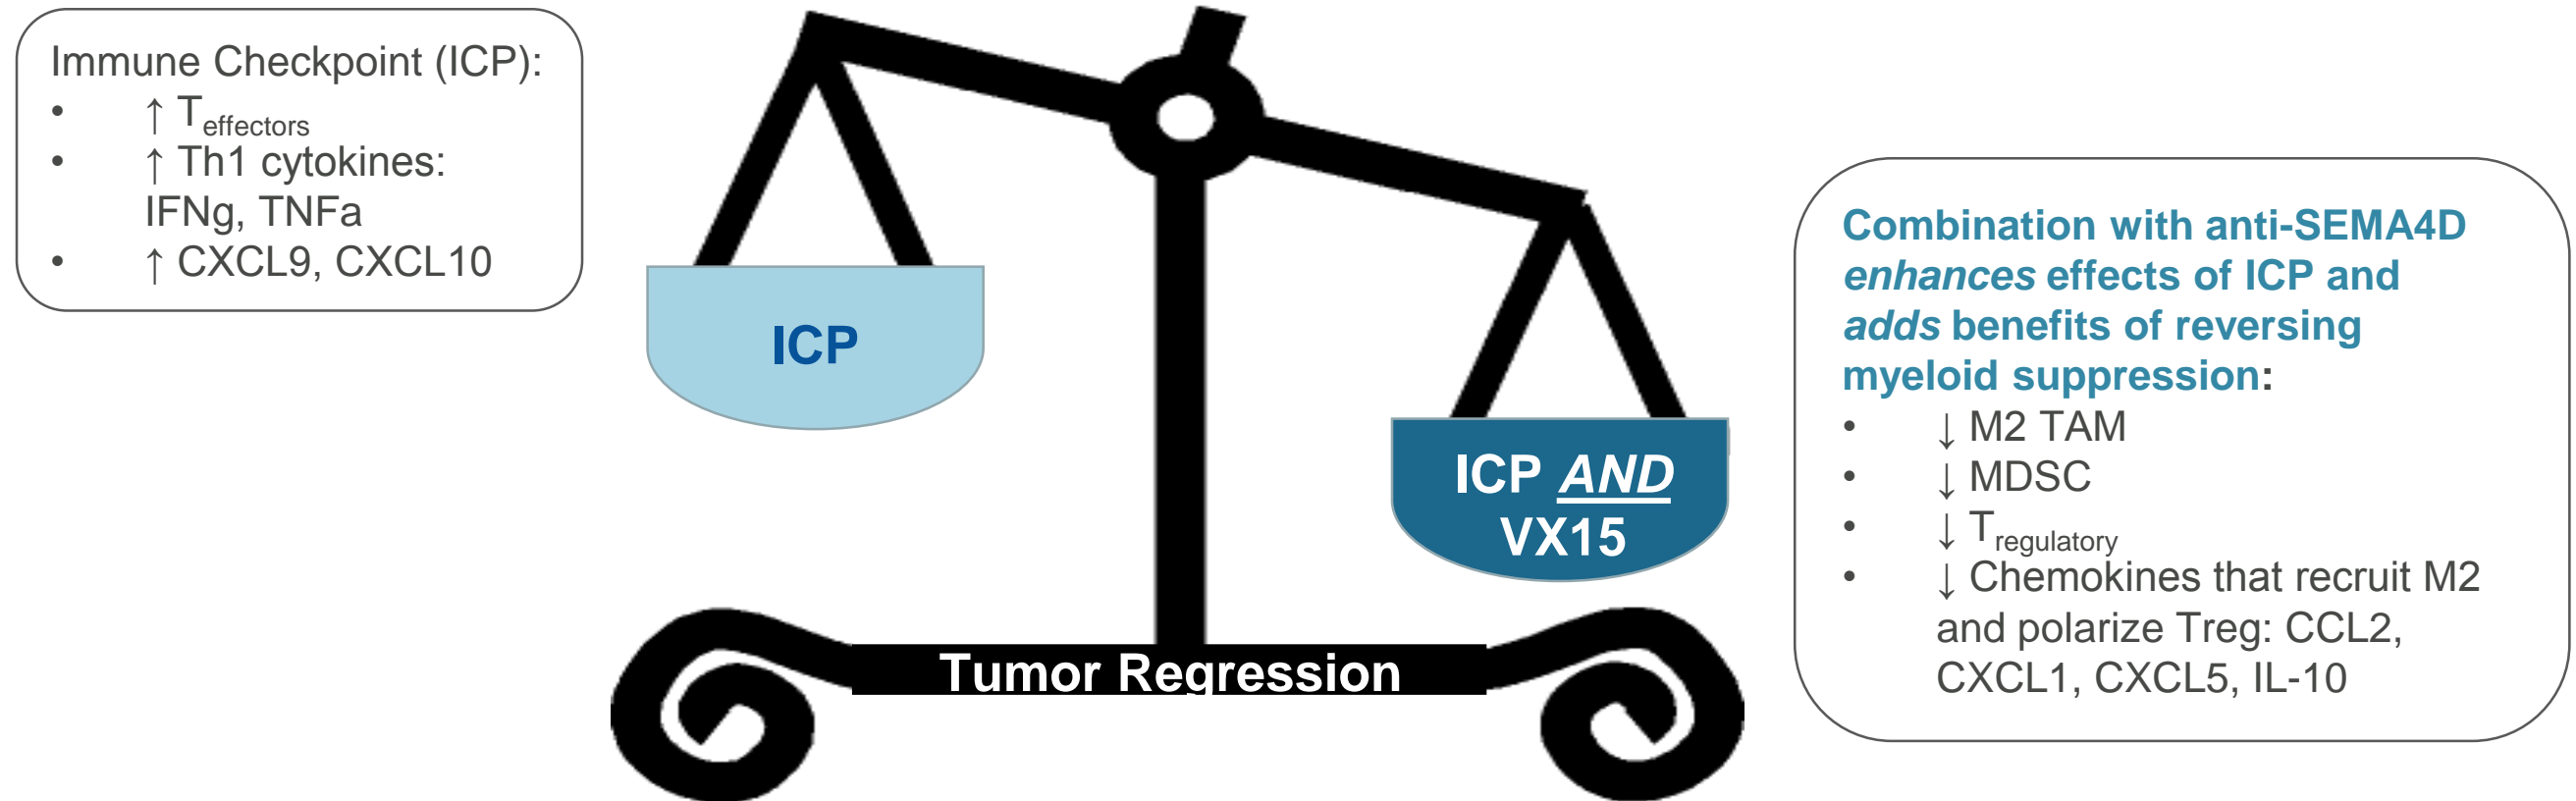 Immune Checkpoint (ICP):
• ↑ Teffectors
• ↑ Th1 cytokines:
IFNg, TNFa
• ↑ CXCL9, CXCL10
ICP
ICP AND
VX15
Tumor Regression
Combination with anti-SEMA4D
enhances effects of ICP and
adds benefits of reversing
myeloid suppression:
• ↓ M2 TAM
• ↓ MDSC
• ↓ Tregulatory
• ↓ Chemokines that recruit M2
and polarize Treg: CCL2,
CXCL1, CXCL5, IL-10